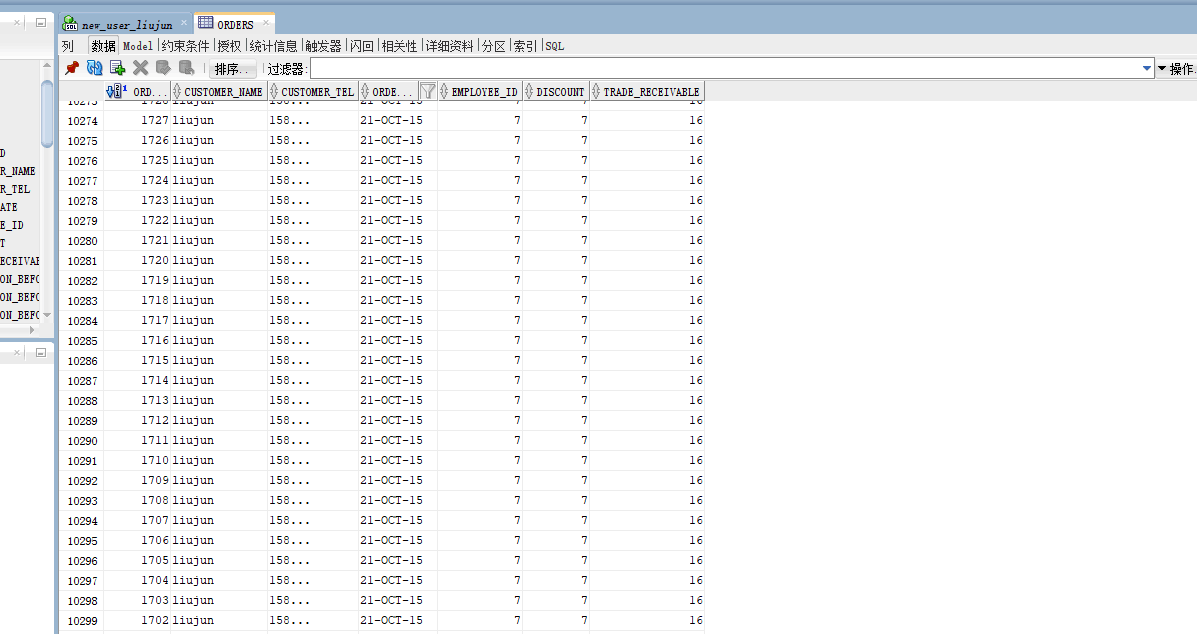 new_user_liujun ORDERS
列 数据 Model 约束条件 授权 统计信息 触发器 闪回 相关性 详细资料 分区 索引 SQL
排序.. 过滤器: 操作
ORD... CUSTOMER_NAME CUSTOMER_TEL ORDE... EMPLOYEE_ID DISCOUNT TRADE_RECEIVABLE
10274 1727 liujun 158... 21-OCT-15 7 7 16
10275 1726 liujun 158... 21-OCT-15 7 7 16
10276 1725 liujun 158... 21-OCT-15 7 7 16
10277 1724 liujun 158... 21-OCT-15 7 7 16
10278 1723 liujun 158... 21-OCT-15 7 7 16
10279 1722 liujun 158... 21-OCT-15 7 7 16
10280 1721 liujun 158... 21-OCT-15 7 7 16
10281 1720 liujun 158... 21-OCT-15 7 7 16
10282 1719 liujun 158... 21-OCT-15 7 7 16
10283 1718 liujun 158... 21-OCT-15 7 7 16
10284 1717 liujun 158... 21-OCT-15 7 7 16
10285 1716 liujun 158... 21-OCT-15 7 7 16
10286 1715 liujun 158... 21-OCT-15 7 7 16
10287 1714 liujun 158... 21-OCT-15 7 7 16
10288 1713 liujun 158... 21-OCT-15 7 7 16
10289 1712 liujun 158... 21-OCT-15 7 7 16
10290 1711 liujun 158... 21-OCT-15 7 7 16
10291 1710 liujun 158... 21-OCT-15 7 7 16
10292 1709 liujun 158... 21-OCT-15 7 7 16
10293 1708 liujun 158... 21-OCT-15 7 7 16
10294 1707 liujun 158... 21-OCT-15 7 7 16
10295 1706 liujun 158... 21-OCT-15 7 7 16
10296 1705 liujun 158... 21-OCT-15 7 7 16
10297 1704 liujun 158... 21-OCT-15 7 7 16
10298 1703 liujun 158... 21-OCT-15 7 7 16
10299 1702 liujun 158... 21-OCT-15 7 7 16
D
R_NAME
R_TEL
ATE
E_ID
T
ECEIVAB
ON_BEFO
ON_BEFO
ON_BEFO